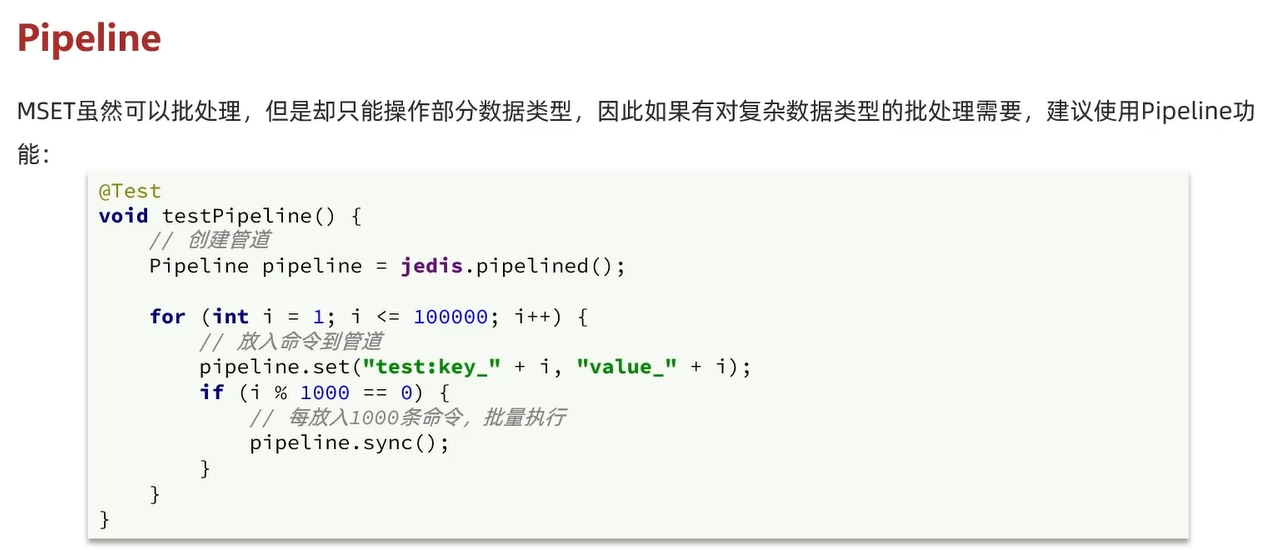 Pipeline
MSET虽然可以批处理，但是却只能操作部分数据类型，因此如果有对复杂数据类型的批处理需要，建议使用Pipeline功
能：
@Test
void testPipeline() {
    // 创建管道
    Pipeline pipeline = jedis.pipelined();
    for (int i = 1; i <= 100000; i++) {
        // 放入命令到管道
        pipeline.set("test:key_" + i, "value_" + i);
        if (i % 1000 == 0) {
            // 每放入1000条命令，批量执行
            pipeline.sync();
        }
    }
}